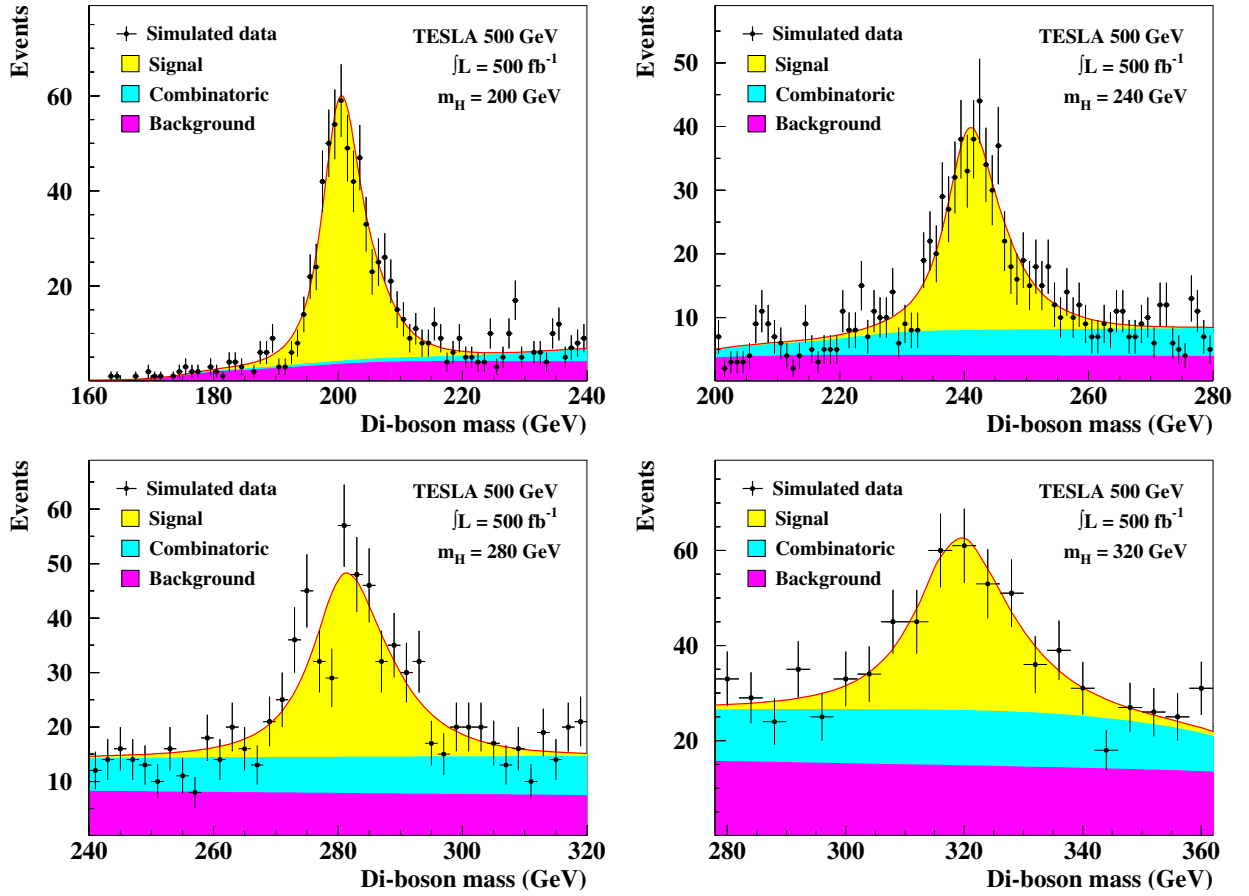 Events
Simulated data
Signal
Combinatoric
Background
TESLA 500 GeV
∫L = 500 fb⁻¹
m_H = 200 GeV
60
40
20
160 180 200 220 240
Di-boson mass (GeV)
Events
Simulated data
Signal
Combinatoric
Background
TESLA 500 GeV
∫L = 500 fb⁻¹
m_H = 240 GeV
50
40
30
20
10
200 220 240 260 280
Di-boson mass (GeV)
Events
Simulated data
Signal
Combinatoric
Background
TESLA 500 GeV
∫L = 500 fb⁻¹
m_H = 280 GeV
60
50
40
30
20
10
240 260 280 300 320
Di-boson mass (GeV)
Events
Simulated data
Signal
Combinatoric
Background
TESLA 500 GeV
∫L = 500 fb⁻¹
m_H = 320 GeV
60
40
20
280 300 320 340 360
Di-boson mass (GeV)